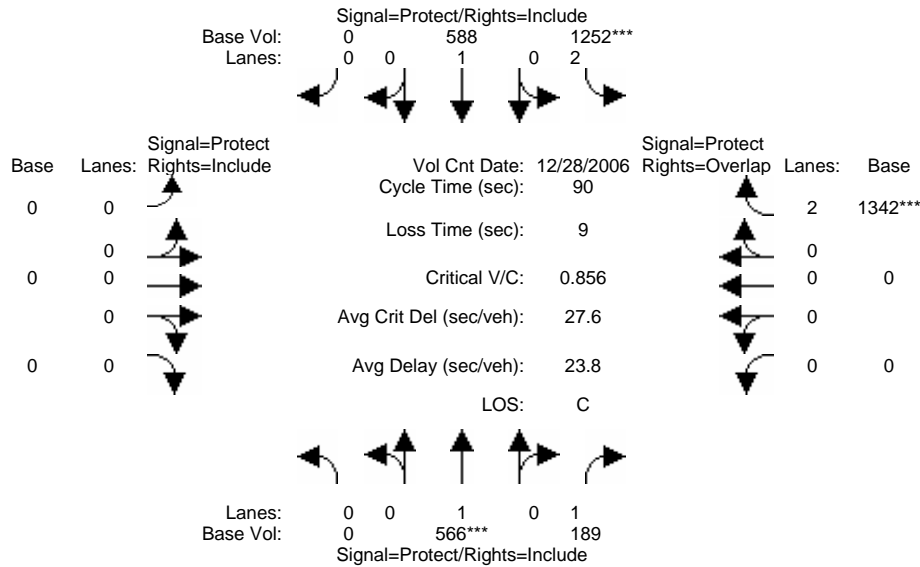 Signal=Protect/Rights=Include
Base Vol: 0 588 1252***
Lanes: 0 0 1 0 2
Signal=Protect Signal=Protect
Base Lanes: Rights=Include Vol Cnt Date: 12/28/2006 Rights=Overlap Lanes: Base
Cycle Time (sec): 90
0 0 2 1342***
Loss Time (sec): 9
0 0
0 0 Critical V/C: 0.856 0 0
0 Avg Crit Del (sec/veh): 27.6 0
0 0 Avg Delay (sec/veh): 23.8 0 0
LOS: C
Lanes: 0 0 1 0 1
Base Vol: 0 566*** 189
Signal=Protect/Rights=Include